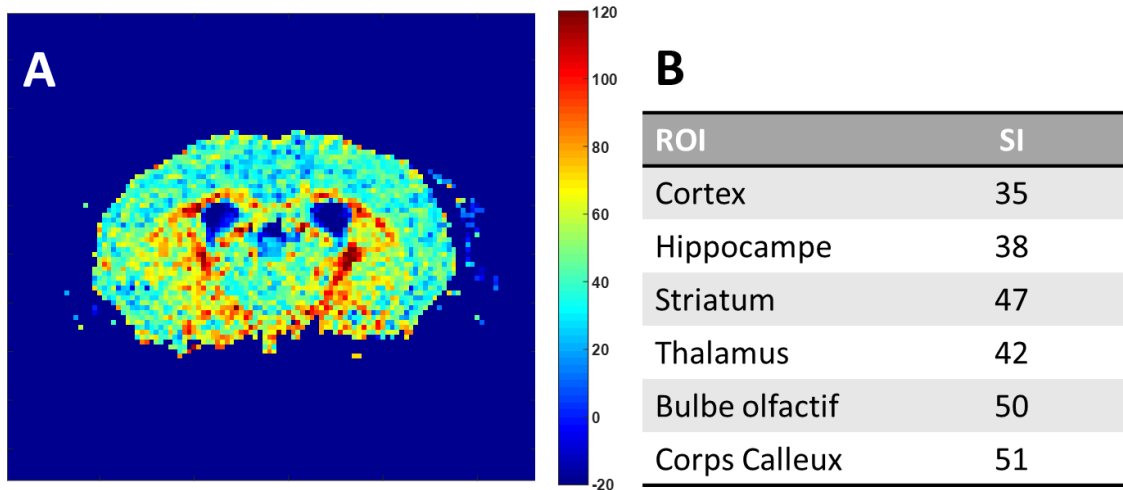 A
120
100
80
60
40
20
0
-20
B
ROI SI
Cortex 35
Hippocampe 38
Striatum 47
Thalamus 42
Bulbe olfactif 50
Corps Calleux 51